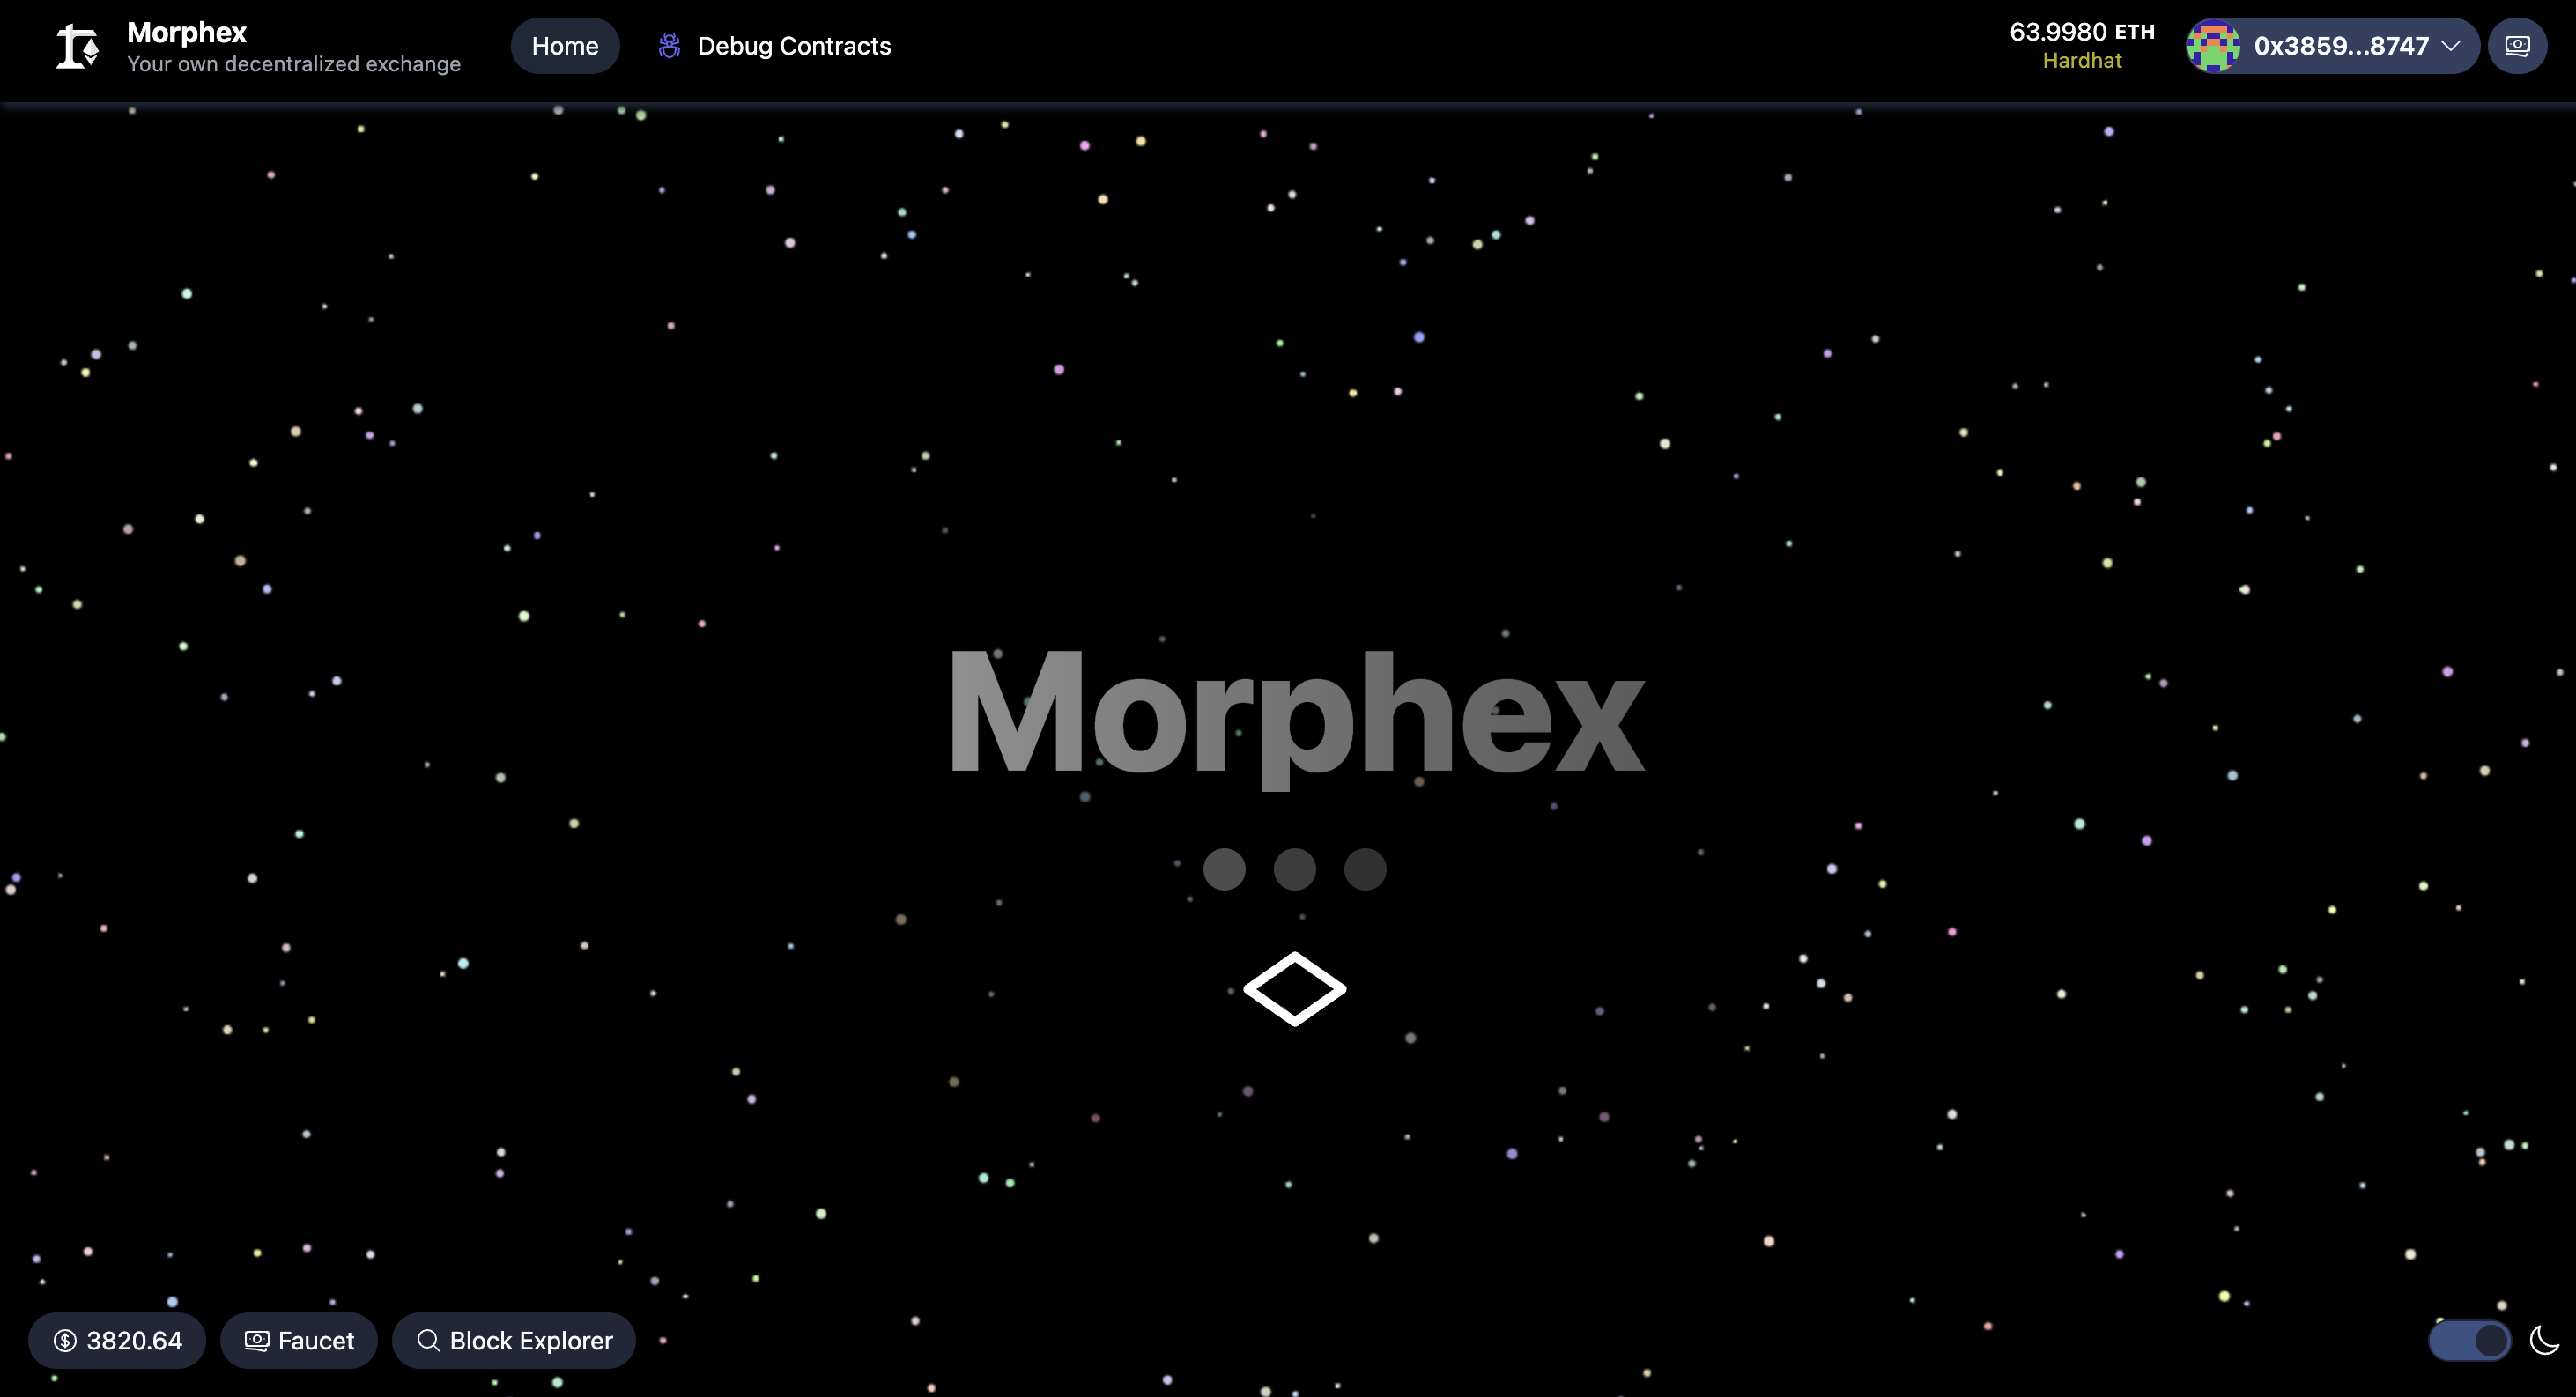 Morphex
Your own decentralized exchange
Home
Debug Contracts
63.9980 ETH
Hardhat
0x3859...8747
Morphex
3820.64
Faucet
Block Explorer